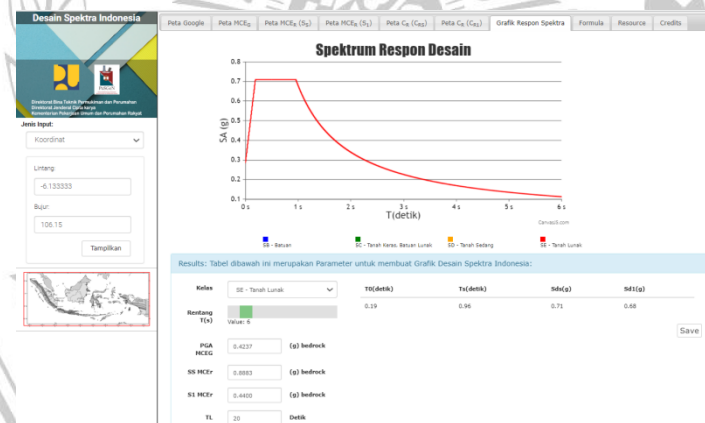 Desain Spektra Indonesia
PUSGEN
Direktorat Bina Teknik Permukiman dan Perumahan
Direktorat Jenderal Cipta Karya
Kementerian Pekerjaan Umum dan Perumahan Rakyat
Jenis Input:
Koordinat
Lintang:
-6.133333
Bujur:
106.15
Tampilkan
Peta Google
Peta MCEG
Peta MCER (SS)
Peta MCER (S1)
Peta CR (CRS)
Peta CR (CR1)
Grafik Respon Spektra
Formula
Resource
Credits
Spektrum Respon Desain
SA (g)
0.8
0.7
0.6
0.5
0.4
0.3
0.2
0.1
0 s
1 s
2 s
3 s
4 s
5 s
6 s
T(detik)
CanvasJS.com
SB - Batuan
SC - Tanah Keras, Batuan Lunak
SD - Tanah Sedang
SE - Tanah Lunak
Results: Tabel dibawah ini merupakan Parameter untuk membuat Grafik Desain Spektra Indonesia:
Kelas
SE - Tanah Lunak
Rentang T(s)
Value: 6
T0(detik) Ts(detik) Sds(g) Sd1(g)
0.19 0.96 0.71 0.68
Save
PGA MCEG
0.4237
(g) bedrock
SS MCEr
0.8883
(g) bedrock
S1 MCEr
0.4400
(g) bedrock
TL
20
Detik